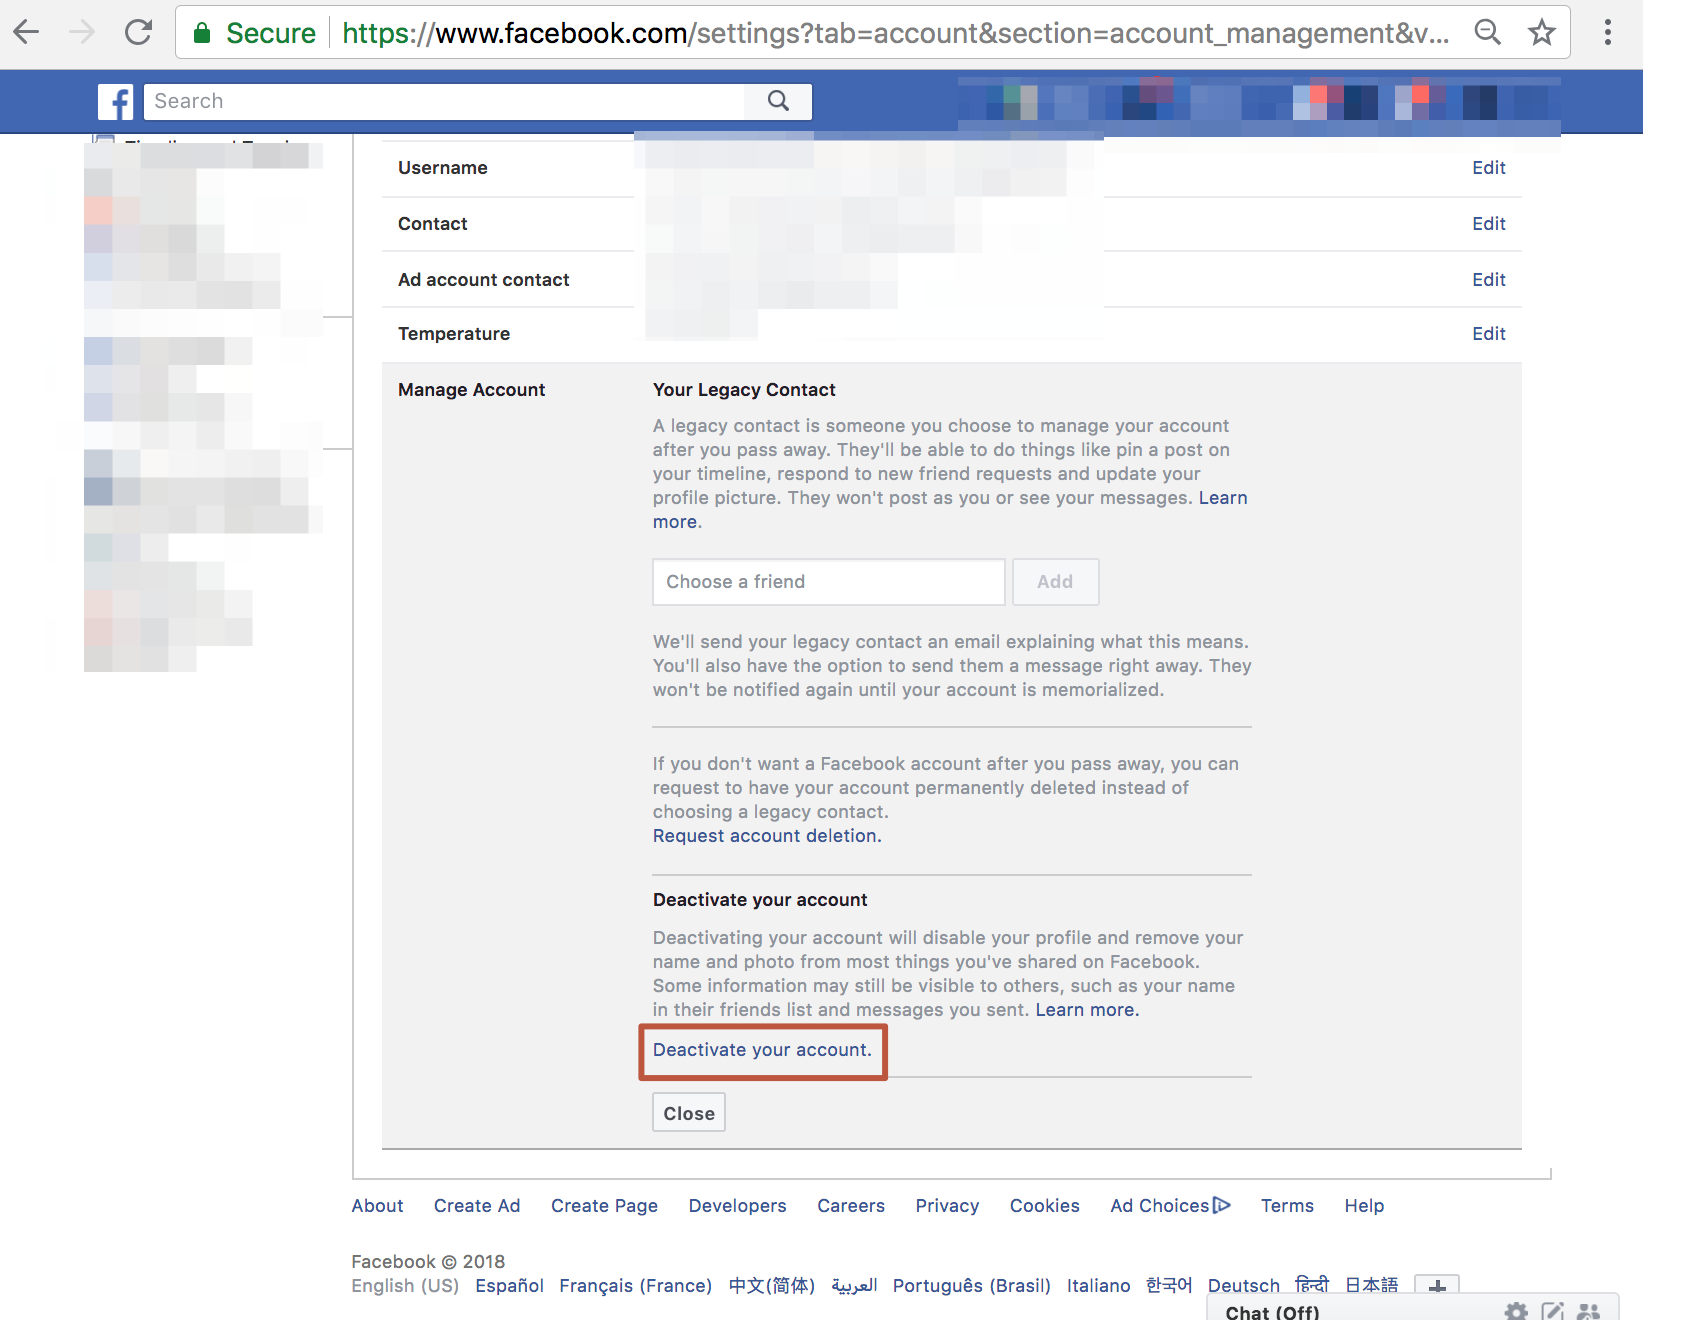 Secure https://www.facebook.com/settings?tab=account&section=account_management&v...
Search
Username Edit
Contact Edit
Ad account contact Edit
Temperature Edit
Manage Account
Your Legacy Contact
A legacy contact is someone you choose to manage your account
after you pass away. They'll be able to do things like pin a post on
your timeline, respond to new friend requests and update your
profile picture. They won't post as you or see your messages. Learn
more.
Choose a friend Add
We'll send your legacy contact an email explaining what this means.
You'll also have the option to send them a message right away. They
won't be notified again until your account is memorialized.
If you don't want a Facebook account after you pass away, you can
request to have your account permanently deleted instead of
choosing a legacy contact.
Request account deletion.
Deactivate your account
Deactivating your account will disable your profile and remove your
name and photo from most things you've shared on Facebook.
Some information may still be visible to others, such as your name
in their friends list and messages you sent. Learn more.
Deactivate your account.
Close
About Create Ad Create Page Developers Careers Privacy Cookies Ad Choices Terms Help
Facebook © 2018
English (US) Español Français (France) 中文(简体) العربية Português (Brasil) Italiano 한국어 Deutsch हिन्दी 日本語
Chat (Off)